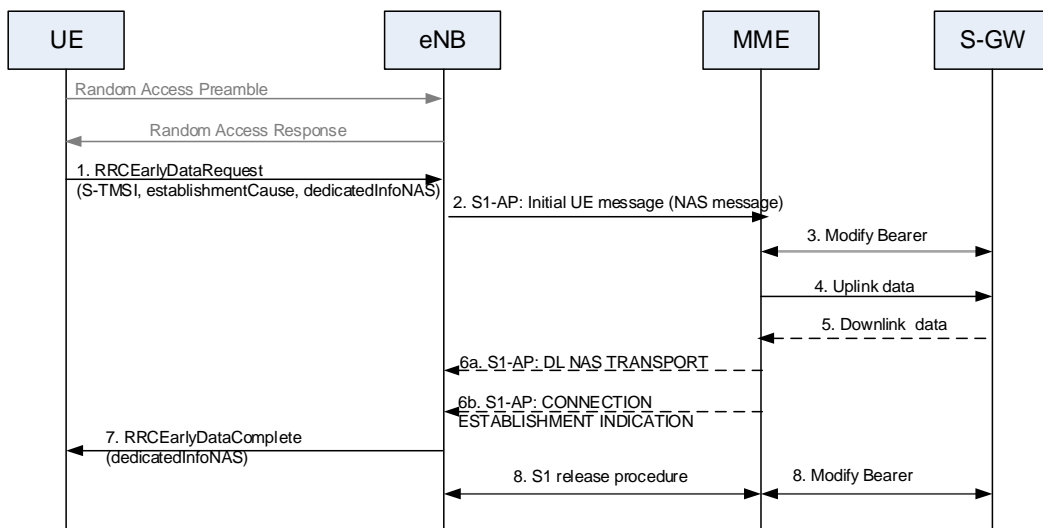 UE
eNB
MME
S-GW
Random Access Preamble
Random Access Response
1. RRCEarlyDataRequest
(S-TMSI, establishmentCause, dedicatedInfoNAS)
2. S1-AP: Initial UE message (NAS message)
3. Modify Bearer
4. Uplink data
5. Downlink data
6a. S1-AP: DL NAS TRANSPORT
6b. S1-AP: CONNECTION
ESTABLISHMENT INDICATION
7. RRCEarlyDataComplete
(dedicatedInfoNAS)
8. S1 release procedure
8. Modify Bearer